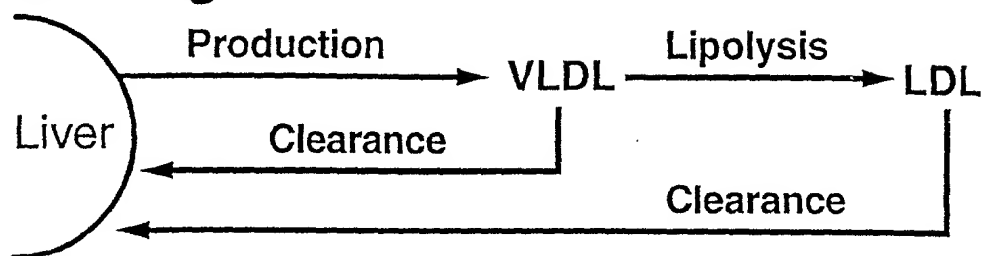 Production
Lipolysis
VLDL
LDL
Liver
Clearance
Clearance